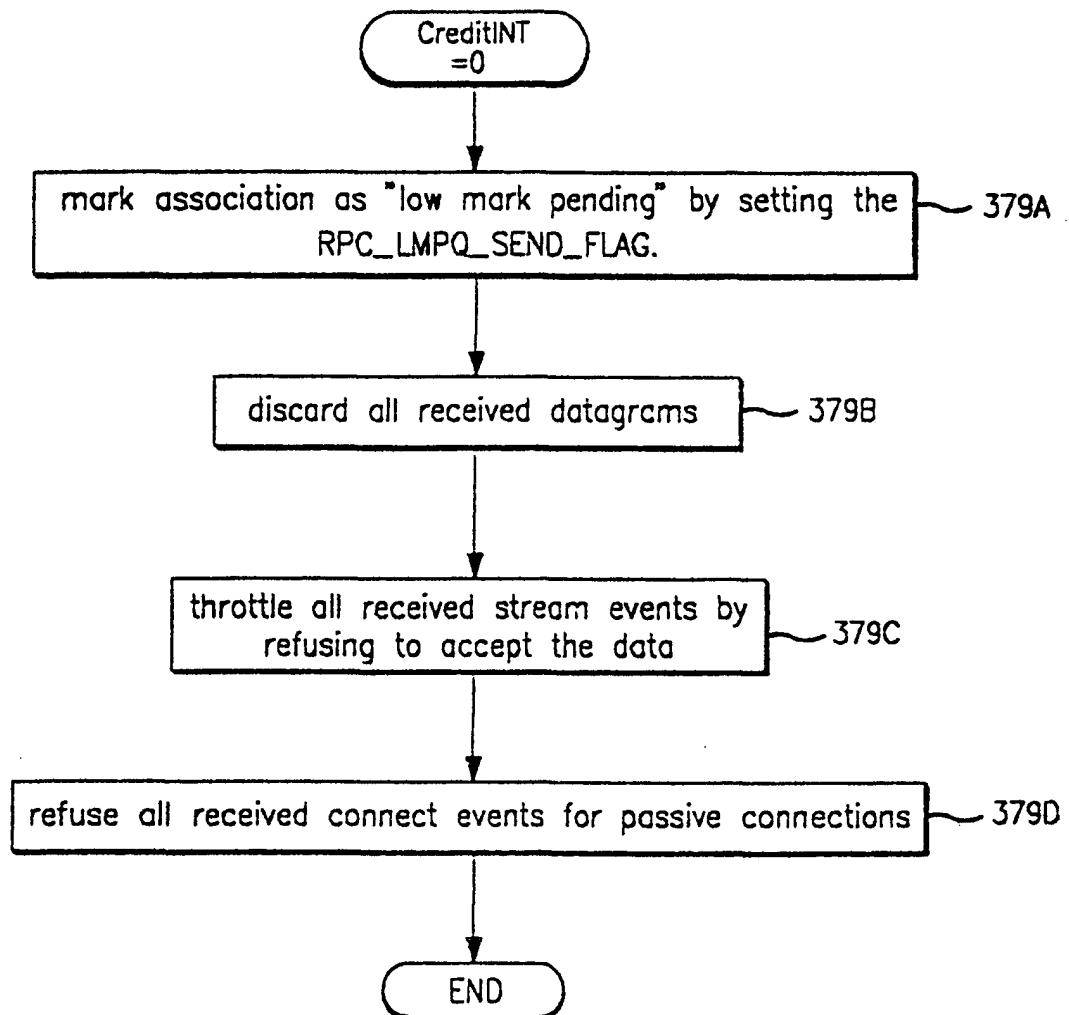 CreditINT
=0
mark association as "low mark pending" by setting the
RPC_LMPQ_SEND_FLAG.
379A
discard all received datagrams
379B
throttle all received stream events by
refusing to accept the data
379C
refuse all received connect events for passive connections
379D
END